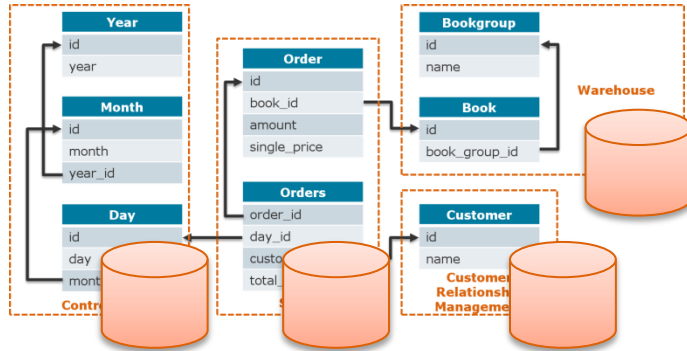 Year
id
year
Month
id
month
year_id
Day
id
day
Order
id
book_id
amount
single_price
Orders
order_id
day_id
Bookgroup
id
name
Book
id
book_group_id
Warehouse
Customer
id
name
Customer